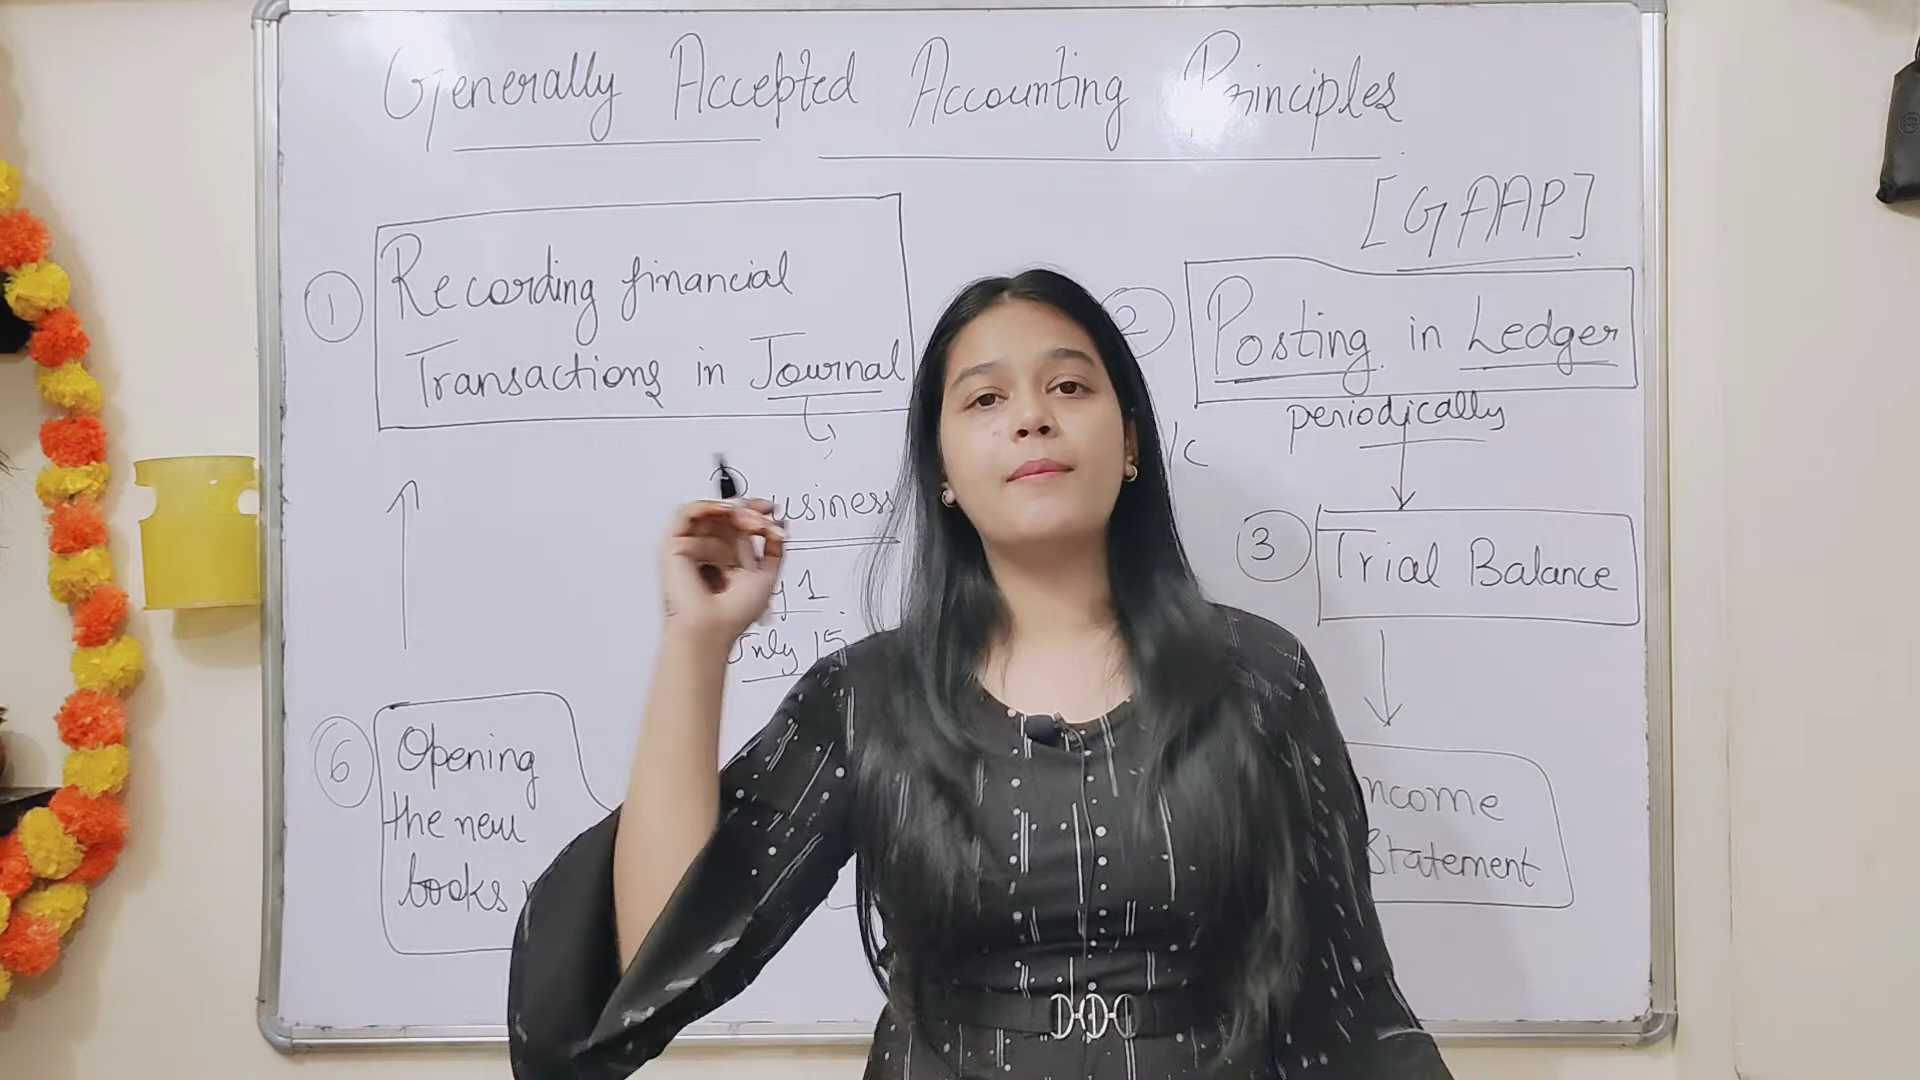 Generally Accepted Accounting Principles
[GAAP]
1
Recording financial
Transactions in Journal
2
Posting in Ledger
periodically
/c
Business
y 1
July 15
3
Trial Balance
6
Opening
the new
books
ncome
Statement